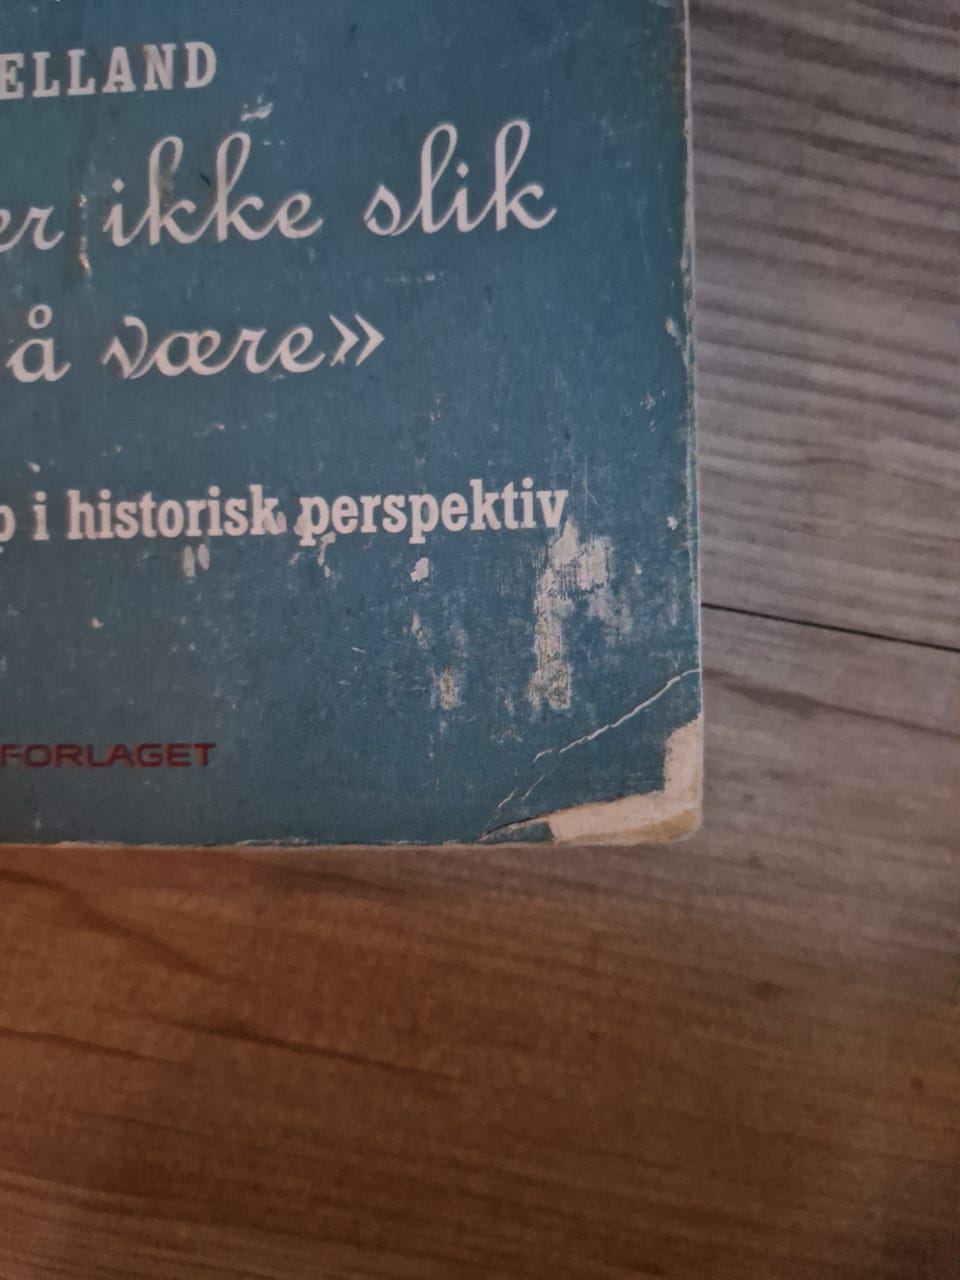 ELLAND
er ikke slik
å være»
p i historisk perspektiv
FORLAGET